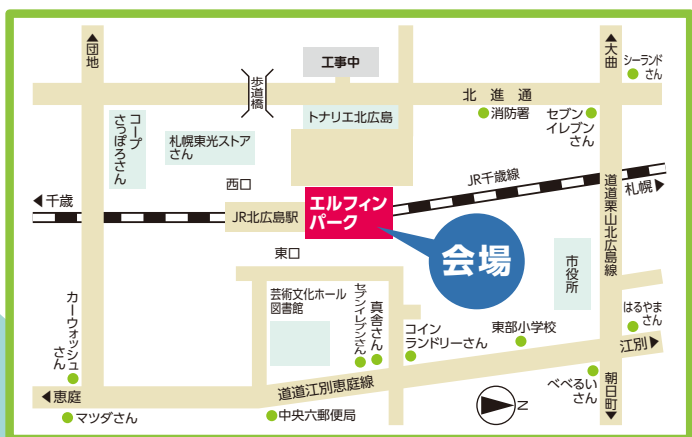 ▲団地
工事中
▲大曲
シーランド
さん
歩道橋
北進通
コープ
さっぽろさん
トナリエ北広島
消防署
セブン
イレブン
さん
札幌東光ストア
さん
西口
JR千歳線
札幌▶
道道栗山北広島線
◀千歳
JR北広島駅
エルフィン
パーク
会場
東口
市役所
カーウォッシュ
さん
芸術文化ホール
図書館
セブンイレブンさん
真舎さん
コイン
ランドリーさん
東部小学校
はるやま
さん
江別▶
道道江別恵庭線
べべるい
さん
朝日町▼
◀恵庭
マツダさん
中央六郵便局
N